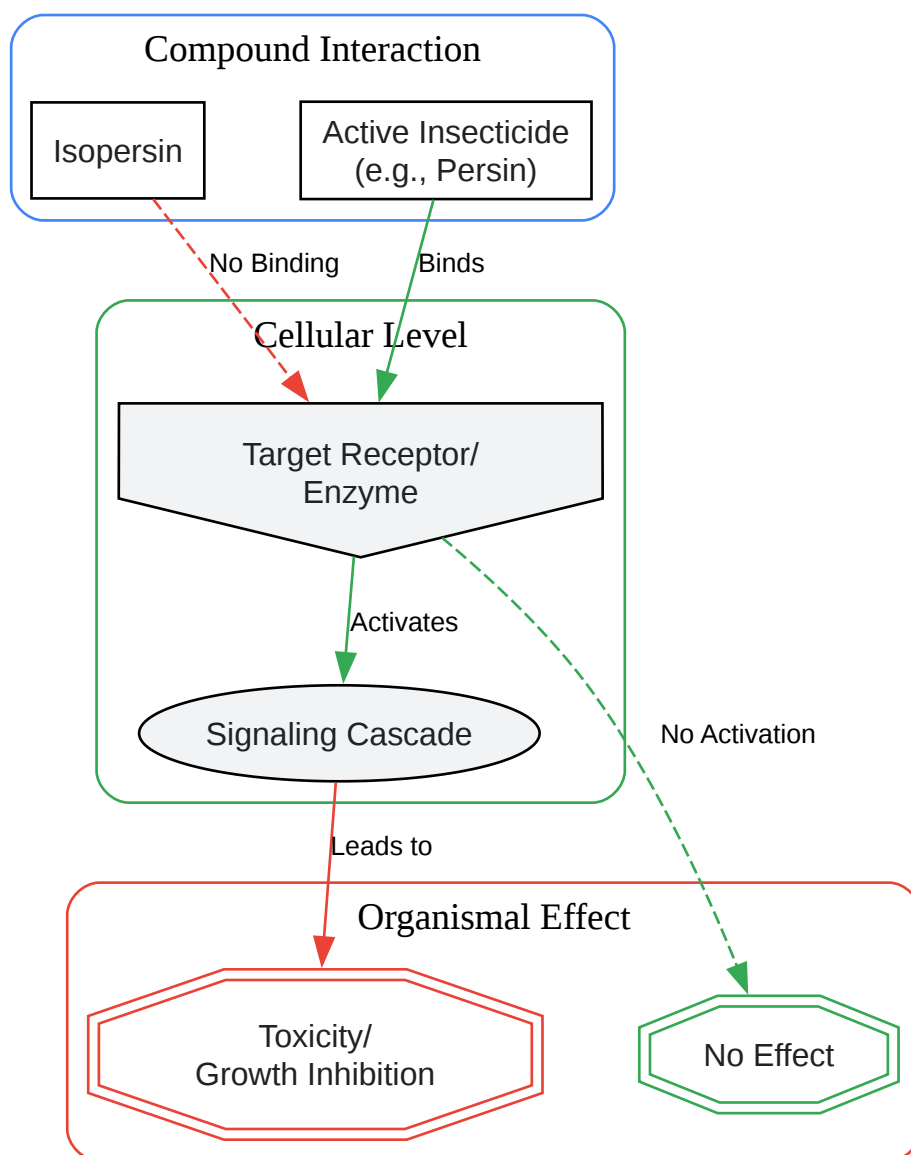 Compound Interaction
Isopersin
Active Insecticide
(e.g., Persin)
No Binding
Binds
Cellular Level
Target Receptor/
Enzyme
Activates
Signaling Cascade
No Activation
Leads to
Organismal Effect
Toxicity/
Growth Inhibition
No Effect